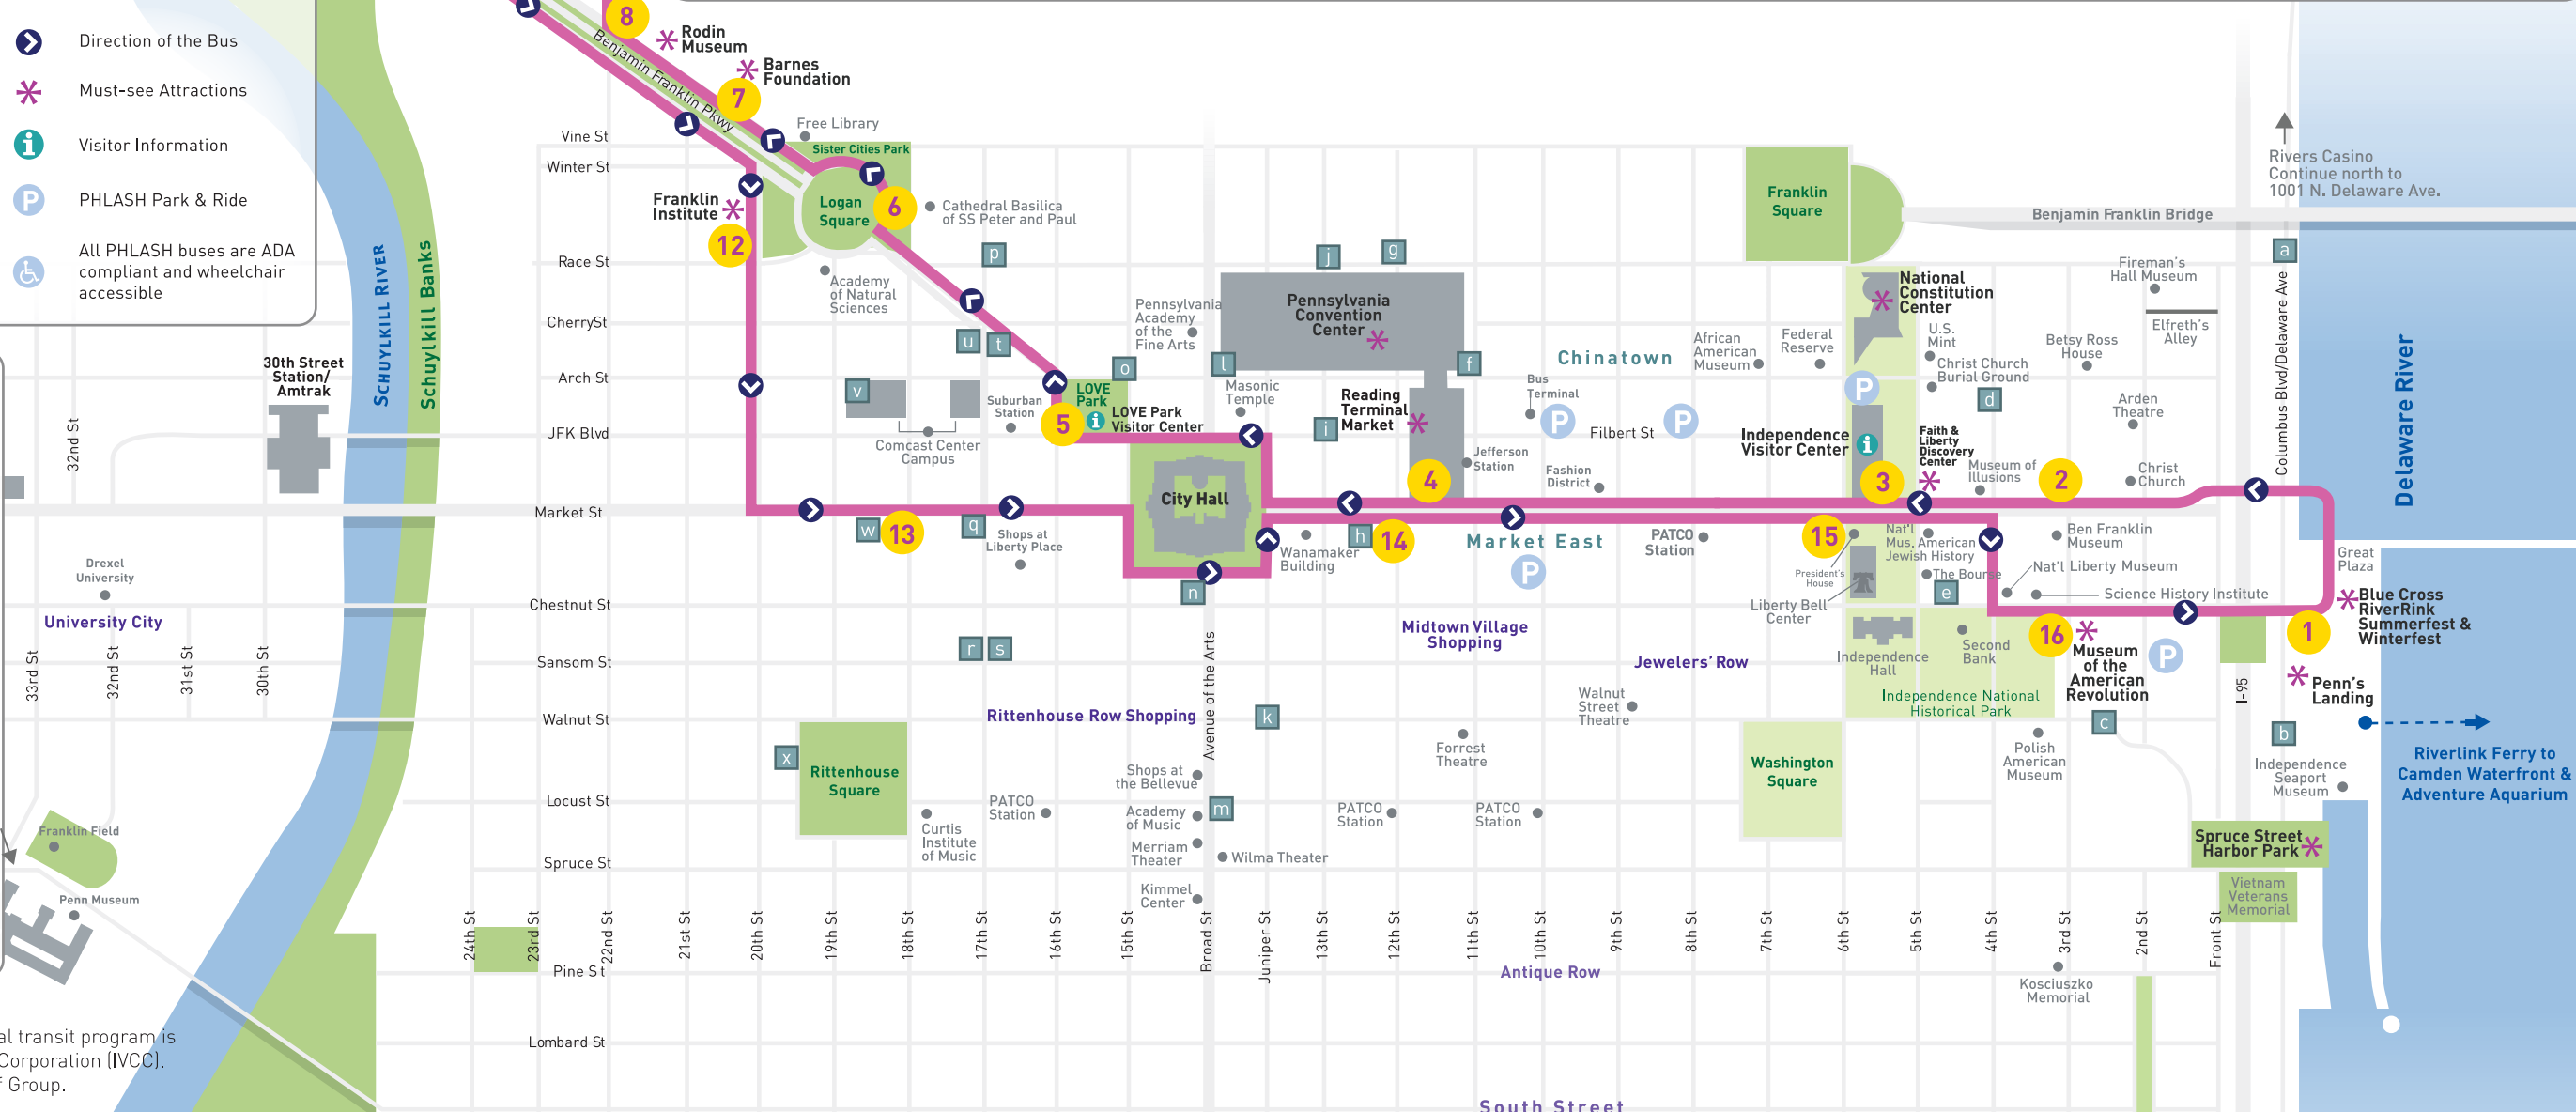 Direction of the Bus
Must-see Attractions
i
Visitor Information
P
PHLASH Park & Ride
All PHLASH buses are ADA
compliant and wheelchair
accessible
8
Rodin
Museum
Barnes
Foundation
7
Benjamin Franklin Pkwy
Free Library
Sister Cities Park
Vine St
Winter St
Franklin
Institute
12
Logan
Square
6
Cathedral Basilica
of SS Peter and Paul
Race St
p
Academy
of Natural
Sciences
CherrySt
u
t
Pennsylvania
Academy
of the
Fine Arts
Pennsylvania
Convention
Center
j
g
Franklin
Square
Benjamin Franklin Bridge
Rivers Casino
Continue north to
1001 N. Delaware Ave.
a
Fireman's
Hall Museum
Elfreth's
Alley
National
Constitution
Center
U.S.
Mint
Christ Church
Burial Ground
Betsy Ross
House
African
American
Museum
Federal
Reserve
Chinatown
Columbus Blvd/Delaware Ave
Delaware River
SCHUYLKILL RIVER
Schuylkill Banks
30th Street
Station/
Amtrak
32nd St
Arch St
v
Comcast Center
Campus
Suburban
Station
LOVE
Park
o
l
f
5
i
LOVE Park
Visitor Center
Masonic
Temple
i
Reading
Terminal
Market
Bus
Terminal
P
P
P
Filbert St
Independence
Visitor Center
i
Faith &
Liberty
Discovery
Center
d
Arden
Theatre
JFK Blvd
Jefferson
Station
Fashion
District
4
3
Museum of
Illusions
2
Christ
Church
City Hall
Market St
w
13
q
Shops at
Liberty Place
Wanamaker
Building
h
14
Market East
P
PATCO
Station
15
Nat'l
Mus. American
Jewish History
President's
House
The Bourse
Liberty Bell
Center
e
Ben Franklin
Museum
Nat'l Liberty Museum
Science History Institute
Great
Plaza
Blue Cross
RiverRink
Summerfest &
Winterfest
1
Drexel
University
University City
Chestnut St
n
33rd St
32nd St
31st St
30th St
Sansom St
r
s
Midtown Village
Shopping
Jewelers' Row
Independence
Hall
Second
Bank
16
Museum
of the
American
Revolution
P
I-95
Penn's
Landing
Independence National
Historical Park
Walnut St
Rittenhouse Row Shopping
Avenue of the Arts
k
Walnut
Street
Theatre
Forrest
Theatre
c
Polish
American
Museum
b
Riverlink Ferry to
Camden Waterfront &
Adventure Aquarium
Independence
Seaport
Museum
x
Rittenhouse
Square
Washington
Square
Shops at
the Bellevue
Locust St
Curtis
Institute
of Music
PATCO
Station
Academy
of Music
m
PATCO
Station
PATCO
Station
Merriam
Theater
Wilma Theater
Spruce St
Spruce Street
Harbor Park
Franklin Field
Penn Museum
Kimmel
Center
Vietnam
Veterans
Memorial
24th St
23rd St
22nd St
21st St
20th St
19th St
18th St
17th St
16th St
15th St
Broad St
Juniper St
13th St
12th St
11th St
10th St
9th St
8th St
7th St
6th St
5th St
4th St
3rd St
2nd St
Front St
Pine St
Antique Row
Kosciuszko
Memorial
Lombard St
al transit program is
Corporation (IVCC).
Group.
South Street